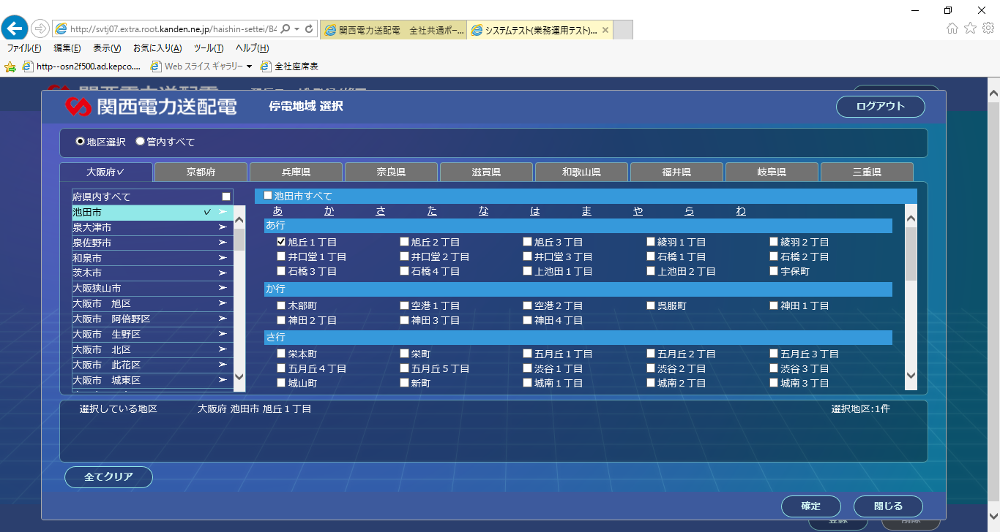 http://svtj07.extra.root.kanden.ne.jp/haishin-settei/B4
関西電力送配電　全社共通ポー...
システムテスト(業務運用テスト)...
ファイル(F) 編集(E) 表示(V) お気に入り(A) ツール(T) ヘルプ(H)
http--osn2f500.ad.kepco.... Web スライス ギャラリー 全社座席表
関西電力送配電 停電地域 選択 ログアウト
地区選択 管内すべて
大阪府✓ 京都府 兵庫県 奈良県 滋賀県 和歌山県 福井県 岐阜県 三重県
府県内すべて
池田市 ✓ ➢
泉大津市 ➢
泉佐野市 ➢
和泉市 ➢
茨木市 ➢
大阪狭山市 ➢
大阪市　旭区 ➢
大阪市　阿倍野区 ➢
大阪市　生野区 ➢
大阪市　北区 ➢
大阪市　此花区 ➢
大阪市　城東区 ➢
池田市すべて
あ か さ た な は ま や ら わ
あ行
旭丘１丁目 旭丘２丁目 旭丘３丁目 綾羽１丁目 綾羽２丁目
井口堂１丁目 井口堂２丁目 井口堂３丁目 石橋１丁目 石橋２丁目
石橋３丁目 石橋４丁目 上池田１丁目 上池田２丁目 宇保町
か行
木部町 空港１丁目 空港２丁目 呉服町 神田１丁目
神田２丁目 神田３丁目 神田４丁目
さ行
栄本町 栄町 五月丘１丁目 五月丘２丁目 五月丘３丁目
五月丘４丁目 五月丘５丁目 渋谷１丁目 渋谷２丁目 渋谷３丁目
城山町 新町 城南１丁目 城南２丁目 城南３丁目
選択している地区 大阪府 池田市 旭丘１丁目 選択地区:1件
全てクリア
確定 閉じる
登録 削除